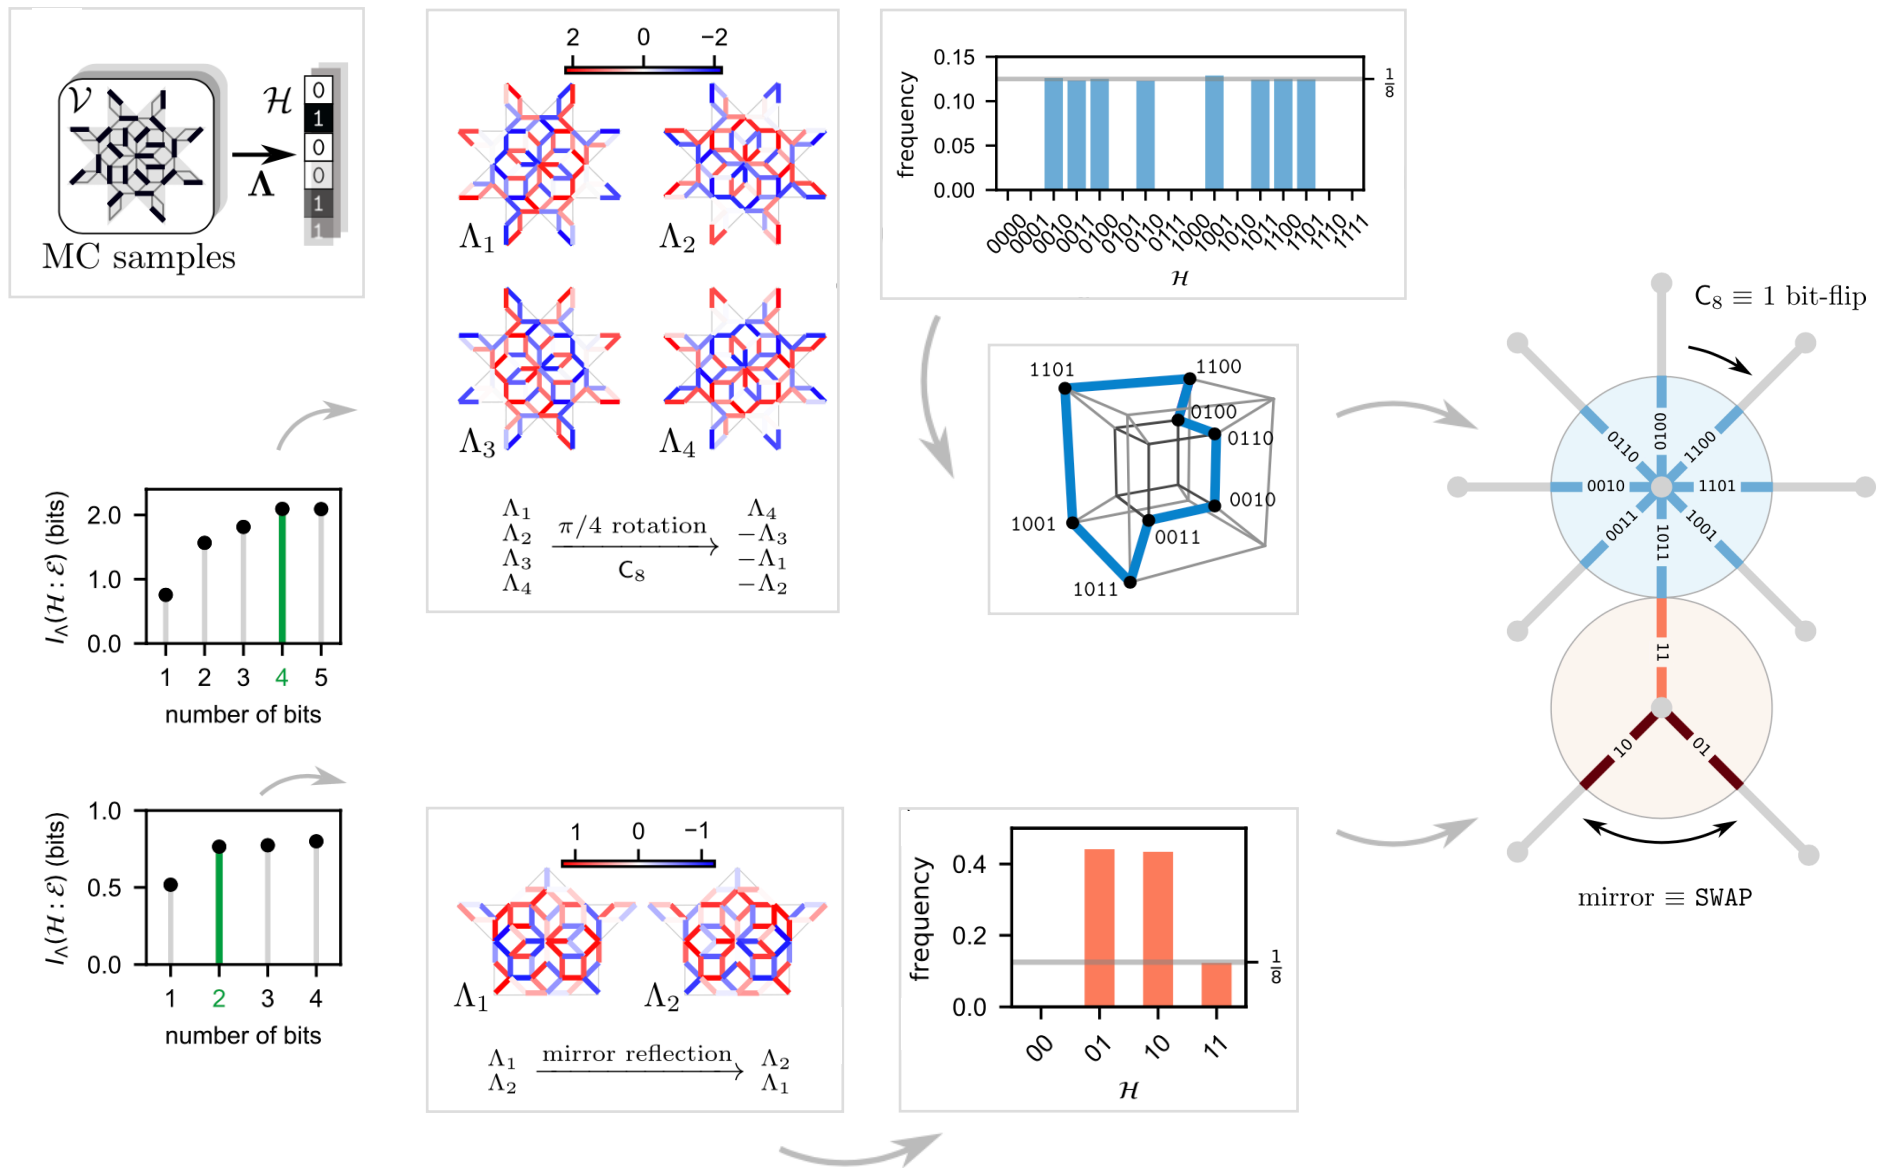 𝒱
ℋ
0
1
0
0
1
1
Λ
MC samples
2 0 −2
Λ₁ Λ₂
Λ₃ Λ₄
Λ₁ Λ₄
Λ₂ π/4 rotation −Λ₃
Λ₃ C₈ −Λ₁
Λ₄ −Λ₂
0.15
0.10
0.05
0.00
frequency
1/8
0000 0001 0010 0011 0100 0101 0110 0111 1000 1001 1010 1011 1100 1101 1110 1111
ℋ
1101 1100
0100
0110
0010
1001 0011
1011
C₈ ≡ 1 bit-flip
0100
0110 1100
0010 1101
0011 1001
1011
11
10 01
mirror ≡ SWAP
I_Λ(ℋ : ℰ) (bits)
2.0
1.0
0.0
1 2 3 4 5
number of bits
I_Λ(ℋ : ℰ) (bits)
1.0
0.5
0.0
1 2 3 4
number of bits
1 0 −1
Λ₁ Λ₂
Λ₁ mirror reflection Λ₂
Λ₂ Λ₁
frequency
0.4
0.2
0.0
1/8
00 01 10 11
ℋ